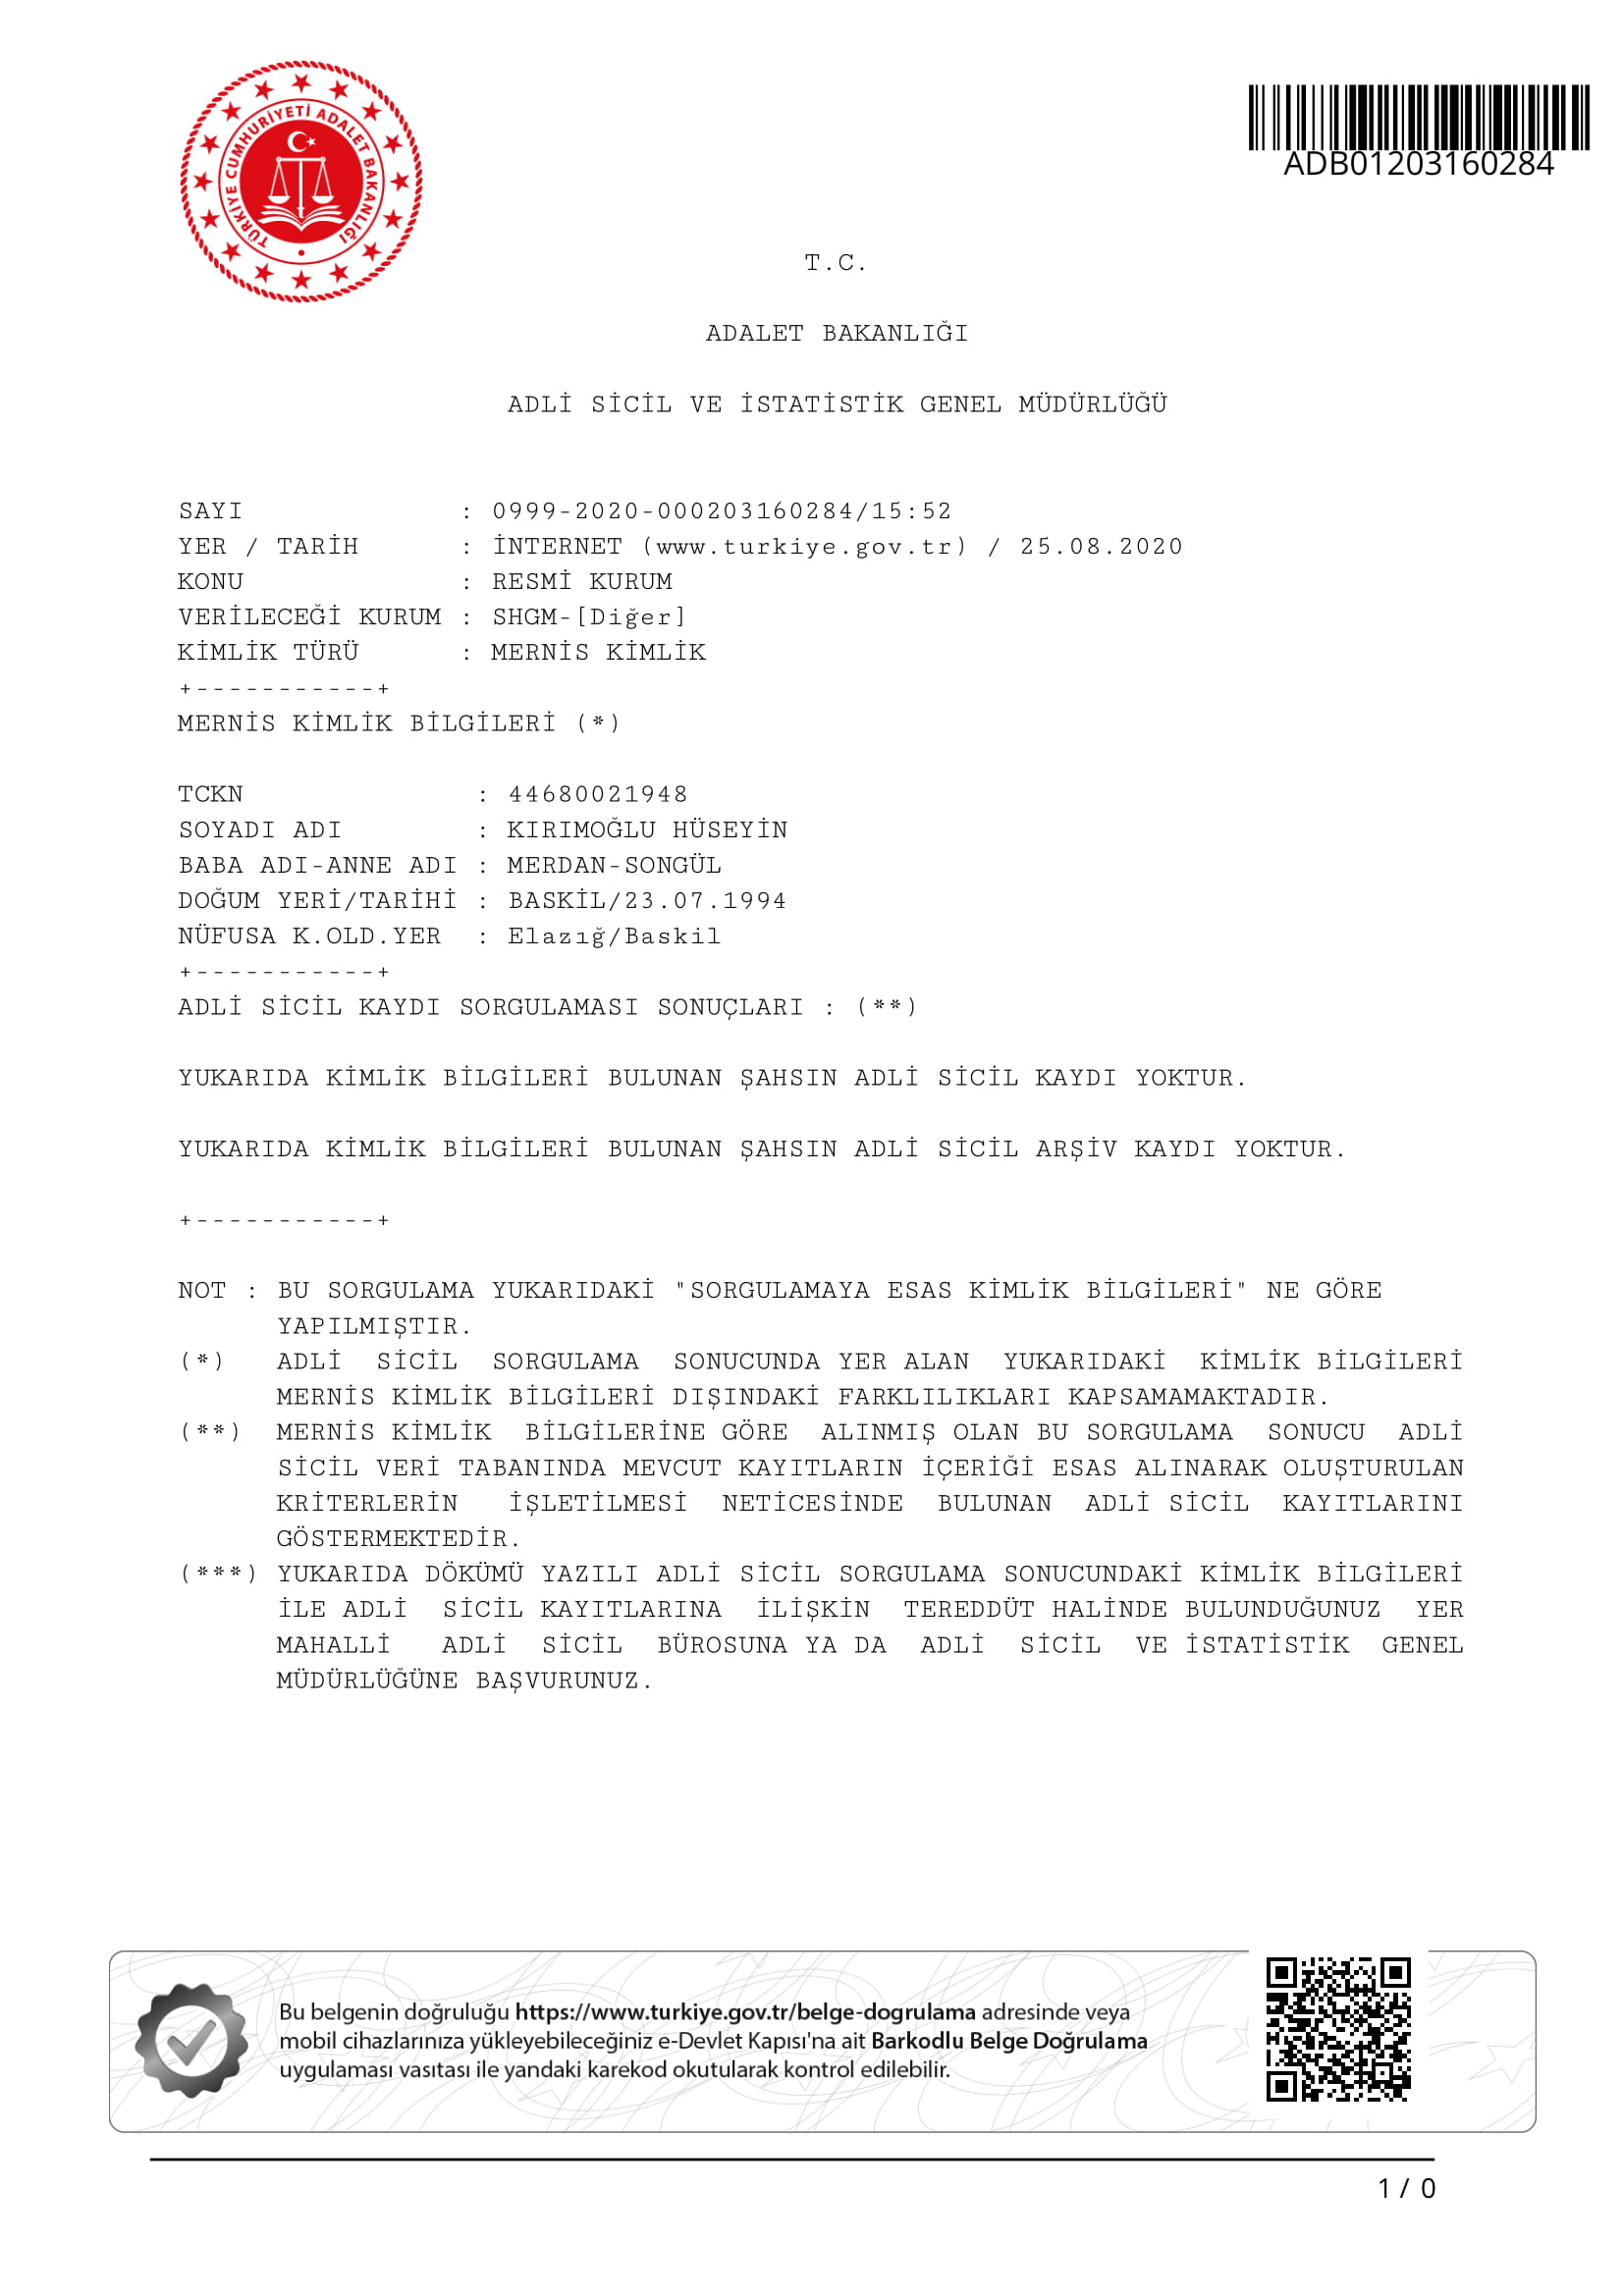 TÜRKİYE CUMHURİYETİ ADALET BAKANLIĞI
ADB01203160284
T.C.
ADALET BAKANLIĞI
ADLİ SİCİL VE İSTATİSTİK GENEL MÜDÜRLÜĞÜ
SAYI : 0999-2020-000203160284/15:52
YER / TARİH : İNTERNET (www.turkiye.gov.tr) / 25.08.2020
KONU : RESMİ KURUM
VERİLECEĞİ KURUM : SHGM-[Diğer]
KİMLİK TÜRÜ : MERNİS KİMLİK
+-----------+
MERNİS KİMLİK BİLGİLERİ (*)
TCKN : 44680021948
SOYADI ADI : KIRIMOĞLU HÜSEYİN
BABA ADI-ANNE ADI : MERDAN-SONGÜL
DOĞUM YERİ/TARİHİ : BASKİL/23.07.1994
NÜFUSA K.OLD.YER : Elazığ/Baskil
+-----------+
ADLİ SİCİL KAYDI SORGULAMASI SONUÇLARI : (**)
YUKARIDA KİMLİK BİLGİLERİ BULUNAN ŞAHSIN ADLİ SİCİL KAYDI YOKTUR.
YUKARIDA KİMLİK BİLGİLERİ BULUNAN ŞAHSIN ADLİ SİCİL ARŞİV KAYDI YOKTUR.
+-----------+
NOT : BU SORGULAMA YUKARIDAKİ "SORGULAMAYA ESAS KİMLİK BİLGİLERİ" NE GÖRE
YAPILMIŞTIR.
(*) ADLİ SİCİL SORGULAMA SONUCUNDA YER ALAN YUKARIDAKİ KİMLİK BİLGİLERİ
MERNİS KİMLİK BİLGİLERİ DIŞINDAKİ FARKLILIKLARI KAPSAMAMAKTADIR.
(**) MERNİS KİMLİK BİLGİLERİNE GÖRE ALINMIŞ OLAN BU SORGULAMA SONUCU ADLİ
SİCİL VERİ TABANINDA MEVCUT KAYITLARIN İÇERİĞİ ESAS ALINARAK OLUŞTURULAN
KRİTERLERİN İŞLETİLMESİ NETİCESİNDE BULUNAN ADLİ SİCİL KAYITLARINI
GÖSTERMEKTEDİR.
(***) YUKARIDA DÖKÜMÜ YAZILI ADLİ SİCİL SORGULAMA SONUCUNDAKİ KİMLİK BİLGİLERİ
İLE ADLİ SİCİL KAYITLARINA İLİŞKİN TEREDDÜT HALİNDE BULUNDUĞUNUZ YER
MAHALLİ ADLİ SİCİL BÜROSUNA YA DA ADLİ SİCİL VE İSTATİSTİK GENEL
MÜDÜRLÜĞÜNE BAŞVURUNUZ.
Bu belgenin doğruluğu https://www.turkiye.gov.tr/belge-dogrulama adresinde veya
mobil cihazlarınıza yükleyebileceğiniz e-Devlet Kapısı'na ait Barkodlu Belge Doğrulama
uygulaması vasıtası ile yandaki karekod okutularak kontrol edilebilir.
1 / 0